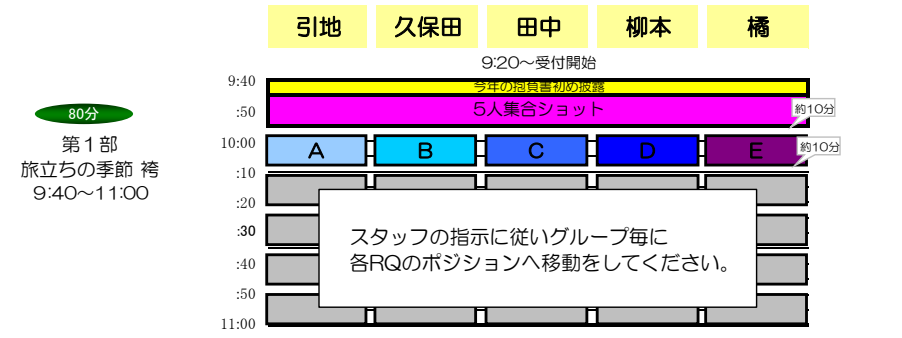 引地 久保田 田中 柳本 橘
9:20～受付開始
9:40
今年の抱負書初め披露
80分
:50
5人集合ショット
約10分
第１部
旅立ちの季節 袴
9:40～11:00
10:00
A B C D E
約10分
:10
:20
:30
:40
:50
11:00
スタッフの指示に従いグループ毎に
各RQのポジションへ移動をしてください。